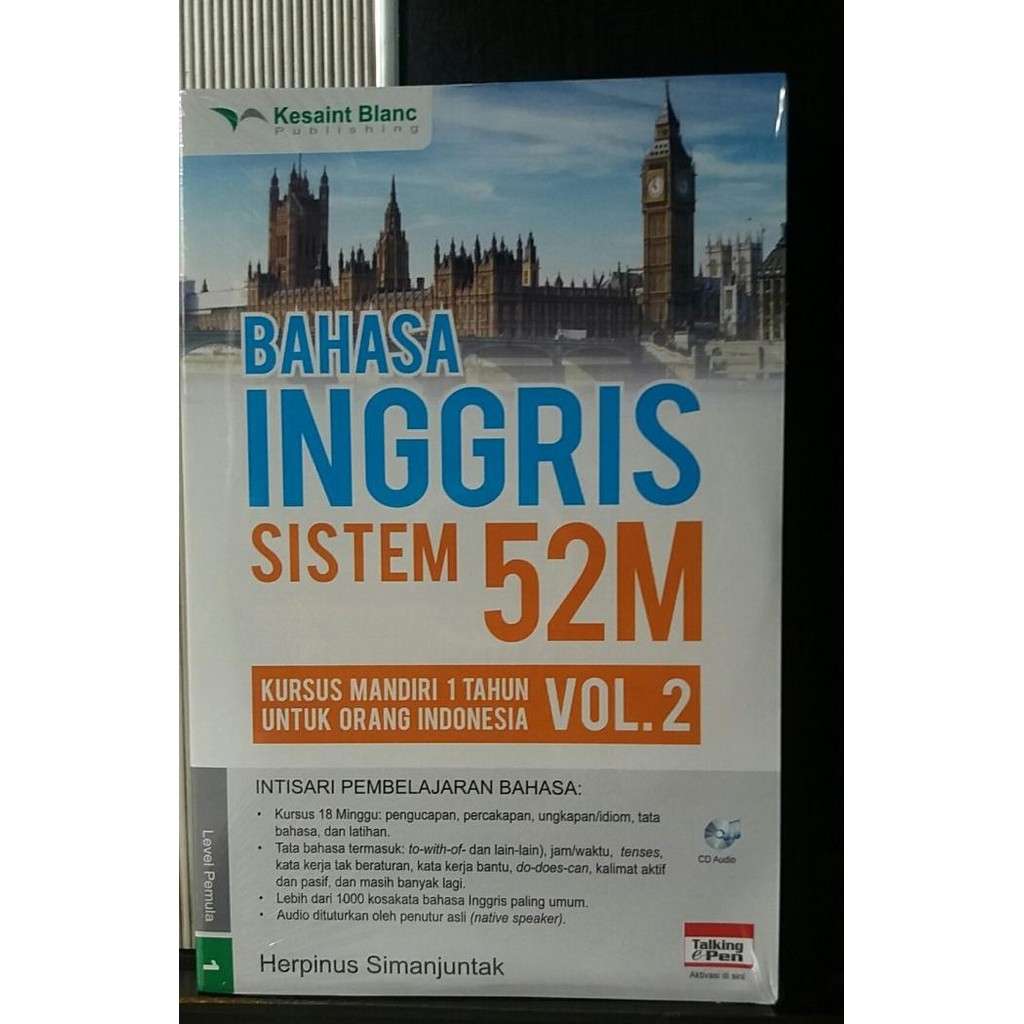 Kesaint Blanc
Publishing
BAHASA
INGGRIS
SISTEM 52M
KURSUS MANDIRI 1 TAHUN
UNTUK ORANG INDONESIA
VOL. 2
INTISARI PEMBELAJARAN BAHASA:
• Kursus 18 Minggu: pengucapan, percakapan, ungkapan/idiom, tata
bahasa, dan latihan.
• Tata bahasa termasuk: to-with-of- dan lain-lain), jam/waktu, tenses,
kata kerja tak beraturan, kata kerja bantu, do-does-can, kalimat aktif
dan pasif, dan masih banyak lagi.
• Lebih dari 1000 kosakata bahasa Inggris paling umum.
• Audio dituturkan oleh penutur asli (native speaker).
CD Audio
Level Pemula
1
Herpinus Simanjuntak
Talking
e-Pen
Aktivasi di sini